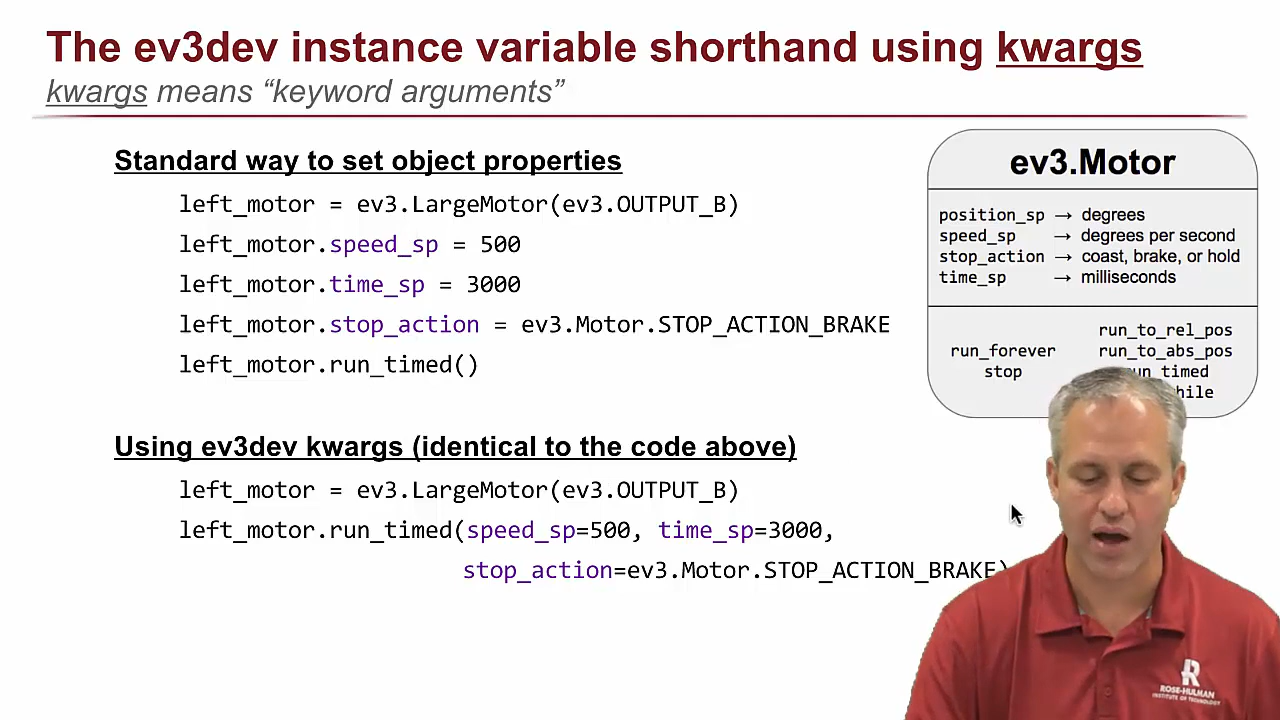 The ev3dev instance variable shorthand using kwargs
kwargs means “keyword arguments”
Standard way to set object properties
left_motor = ev3.LargeMotor(ev3.OUTPUT_B)
left_motor.speed_sp = 500
left_motor.time_sp = 3000
left_motor.stop_action = ev3.Motor.STOP_ACTION_BRAKE
left_motor.run_timed()
Using ev3dev kwargs (identical to the code above)
left_motor = ev3.LargeMotor(ev3.OUTPUT_B)
left_motor.run_timed(speed_sp=500, time_sp=3000,
stop_action=ev3.Motor.STOP_ACTION_BRAKE)
ev3.Motor
position_sp → degrees
speed_sp → degrees per second
stop_action → coast, brake, or hold
time_sp → milliseconds
run_forever
stop
run_to_rel_pos
run_to_abs_pos
run_timed
ROSE-HULMAN
INSTITUTE OF TECHNOLOGY